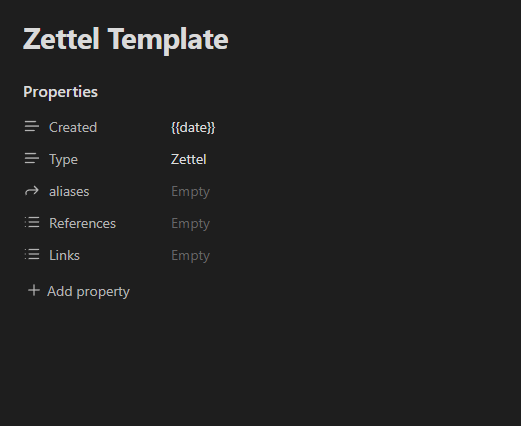 Zettel Template
Properties
Created {{date}}
Type Zettel
aliases Empty
References Empty
Links Empty
Add property